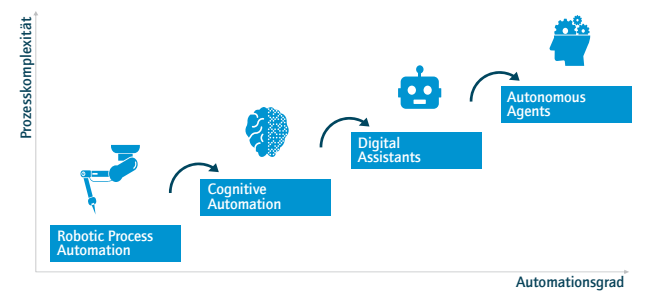 Prozesskomplexität
Autonomous
Agents
Digital
Assistants
Cognitive
Automation
Robotic Process
Automation
Automationsgrad